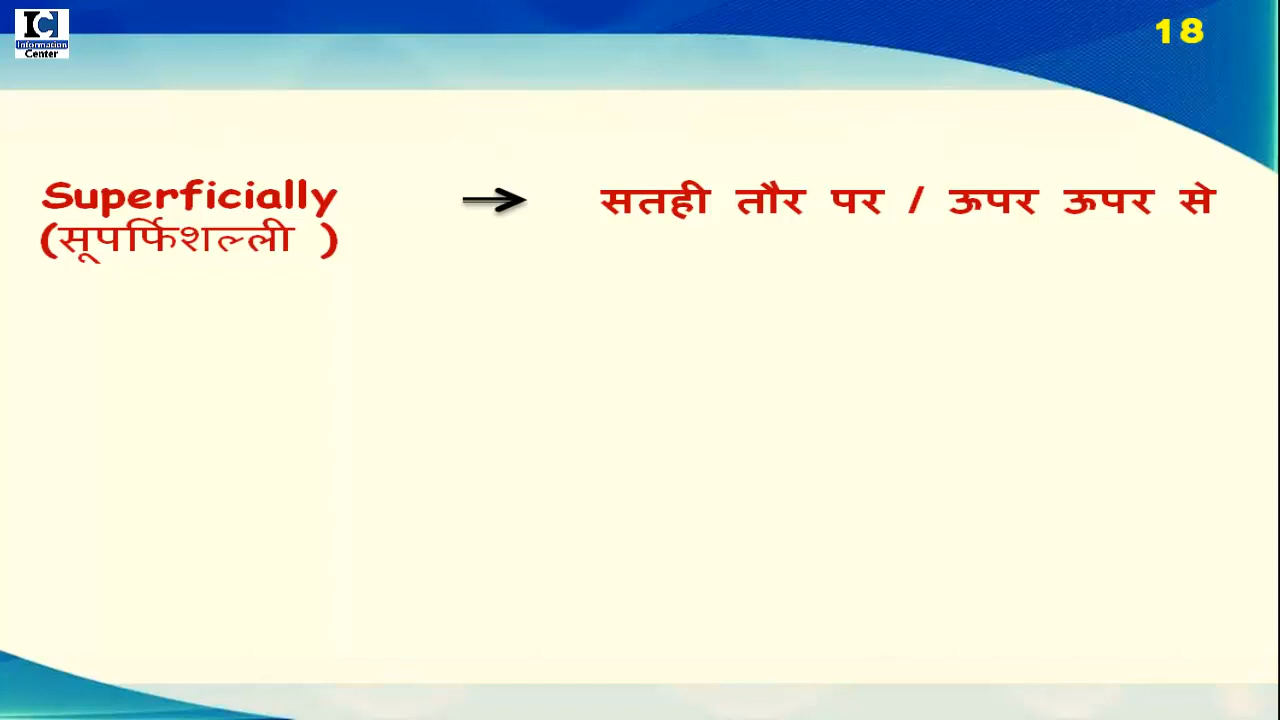 IC
Information
Center
18
Superficially → सतही तौर पर / ऊपर ऊपर से
(सूपर्फिशल्ली )